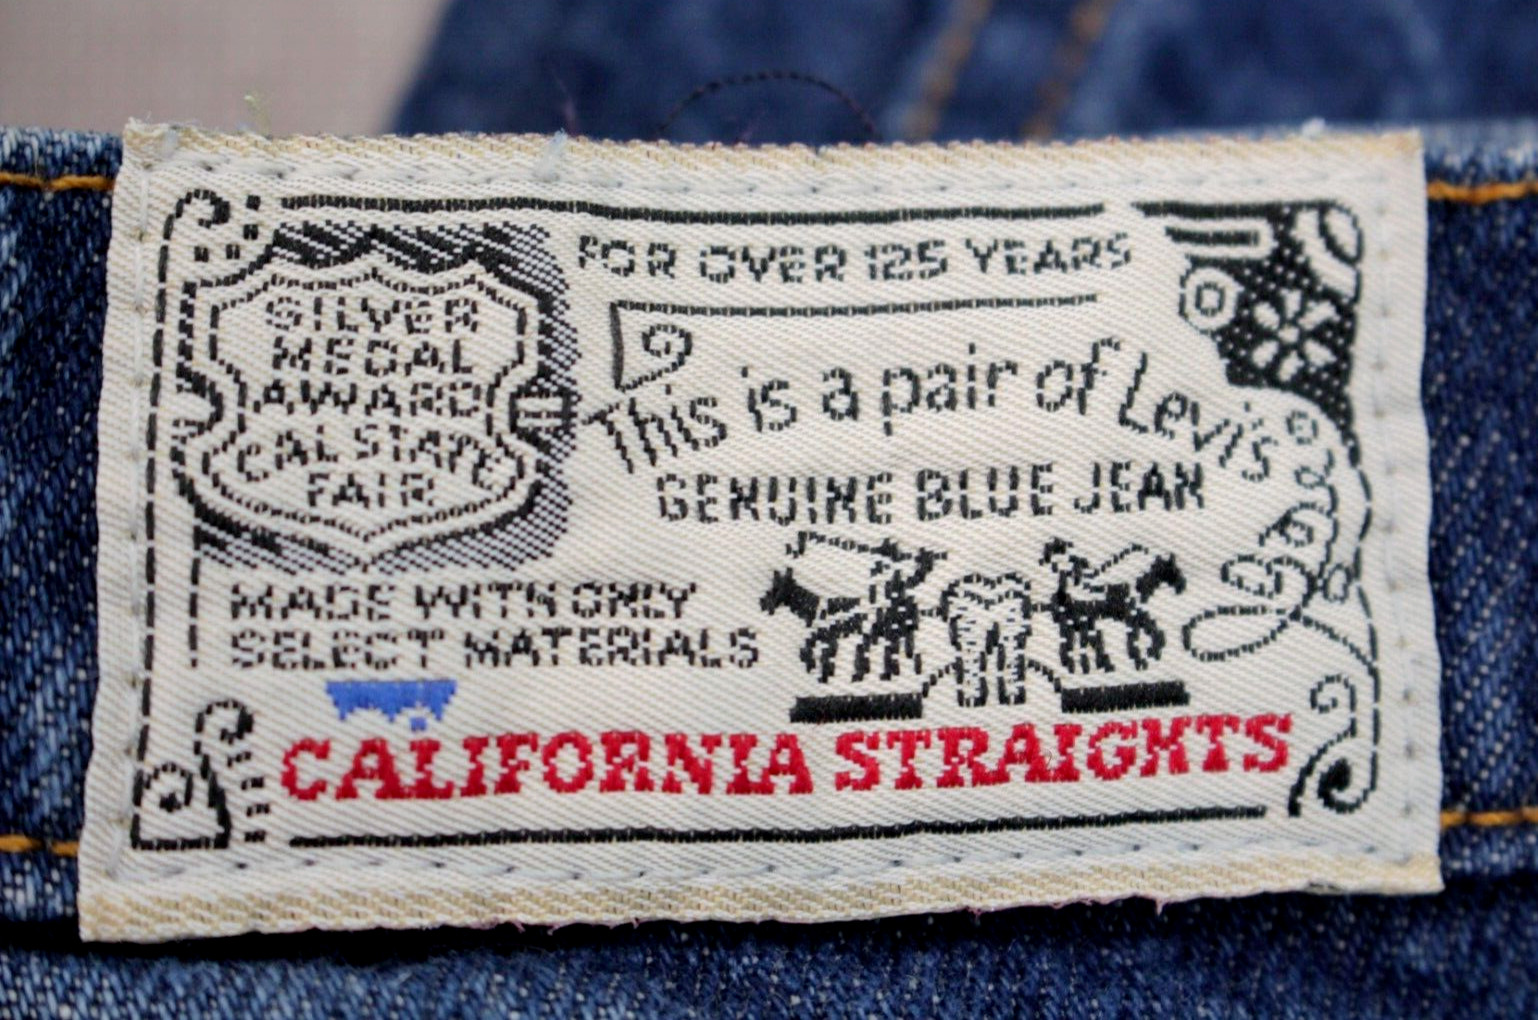 SILVER
MEDAL
AWARD
CAL STATE
FAIR
FOR OVER 125 YEARS
This is a pair of Levi's
GENUINE BLUE JEAN
MADE WITH ONLY
SELECT MATERIALS
CALIFORNIA STRAIGHTS